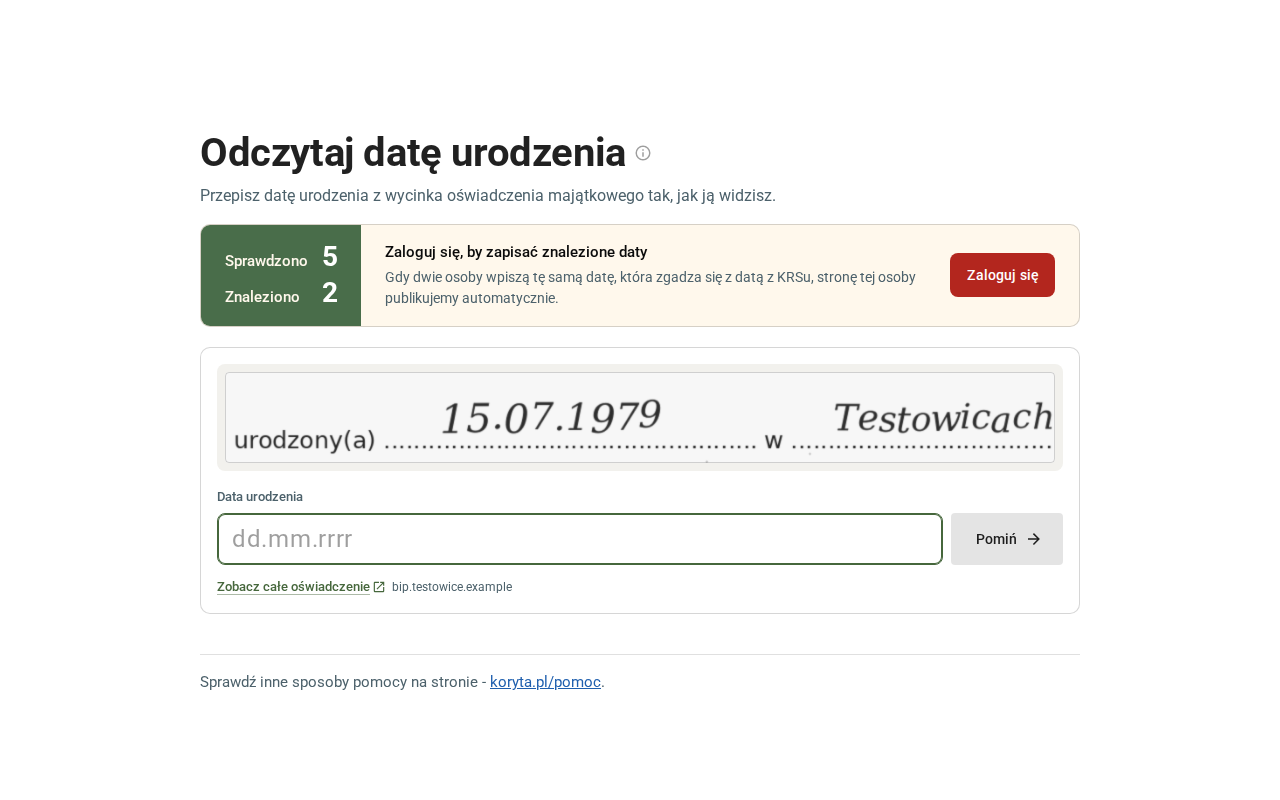 Odczytaj datę urodzenia
Przepisz datę urodzenia z wycinka oświadczenia majątkowego tak, jak ją widzisz.
Sprawdzono 5
Znaleziono 2
Zaloguj się, by zapisać znalezione daty
Gdy dwie osoby wpiszą tę samą datę, która zgadza się z datą z KRSu, stronę tej osoby
publikujemy automatycznie.
Zaloguj się
urodzony(a) 15.07.1979 w Testowicach
Data urodzenia
dd.mm.rrrr
Pomiń
Zobacz całe oświadczenie bip.testowice.example
Sprawdź inne sposoby pomocy na stronie - koryta.pl/pomoc.